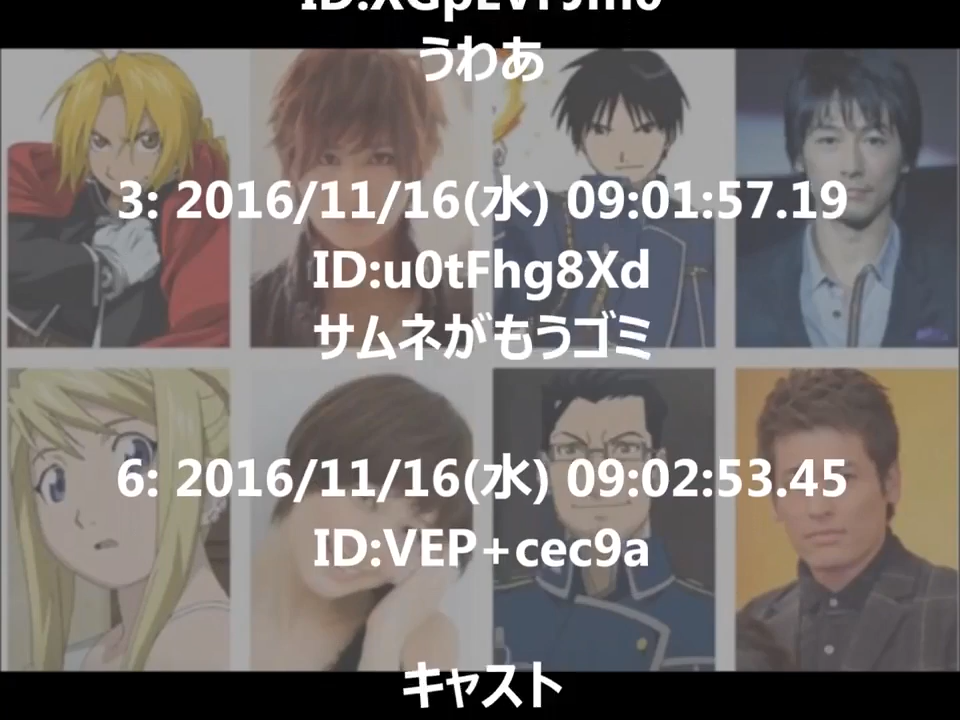 うわあ
3: 2016/11/16(水) 09:01:57.19
ID:u0tFhg8Xd
サムネがもうゴミ
6: 2016/11/16(水) 09:02:53.45
ID:VEP+cec9a
キャスト